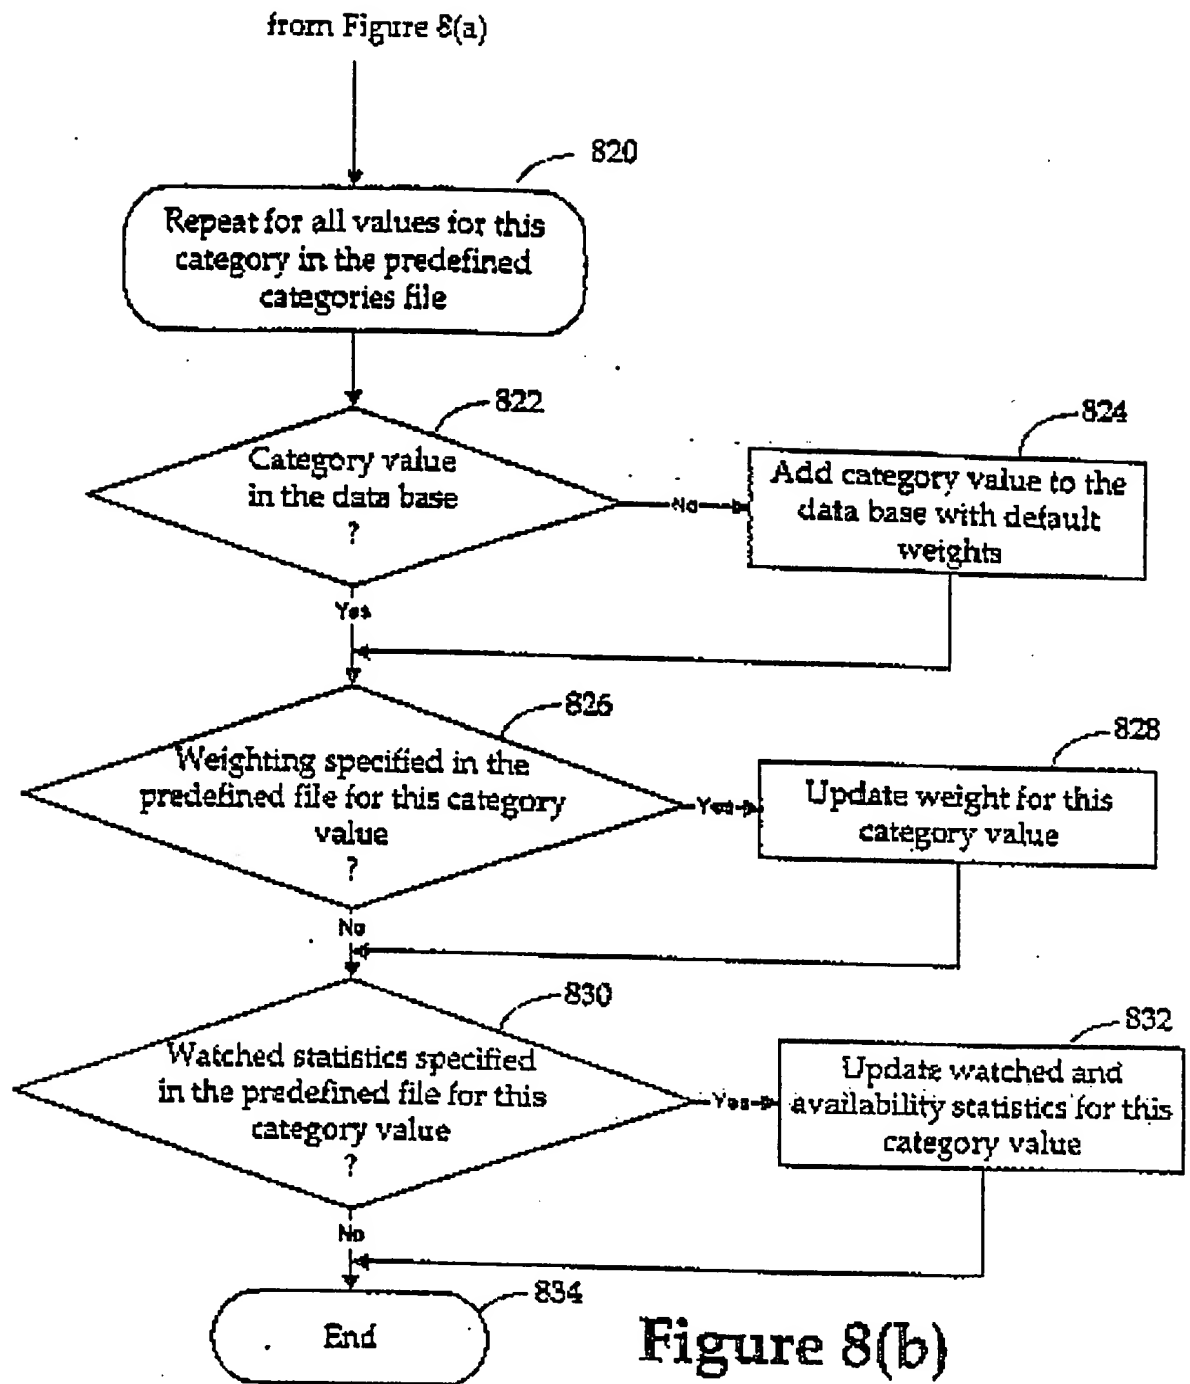 from Figure 8(a)
820
Repeat for all values for this
category in the predefined
categories file
822
Category value
in the data base
?
No
824
Add category value to the
data base with default
weights
Yes
826
Weighting specified in the
predefined file for this category
value
?
Yes
828
Update weight for this
category value
No
830
Watched statistics specified
in the predefined file for this
category value
?
Yes
832
Update watched and
availability statistics for this
category value
No
834
End
Figure 8(b)